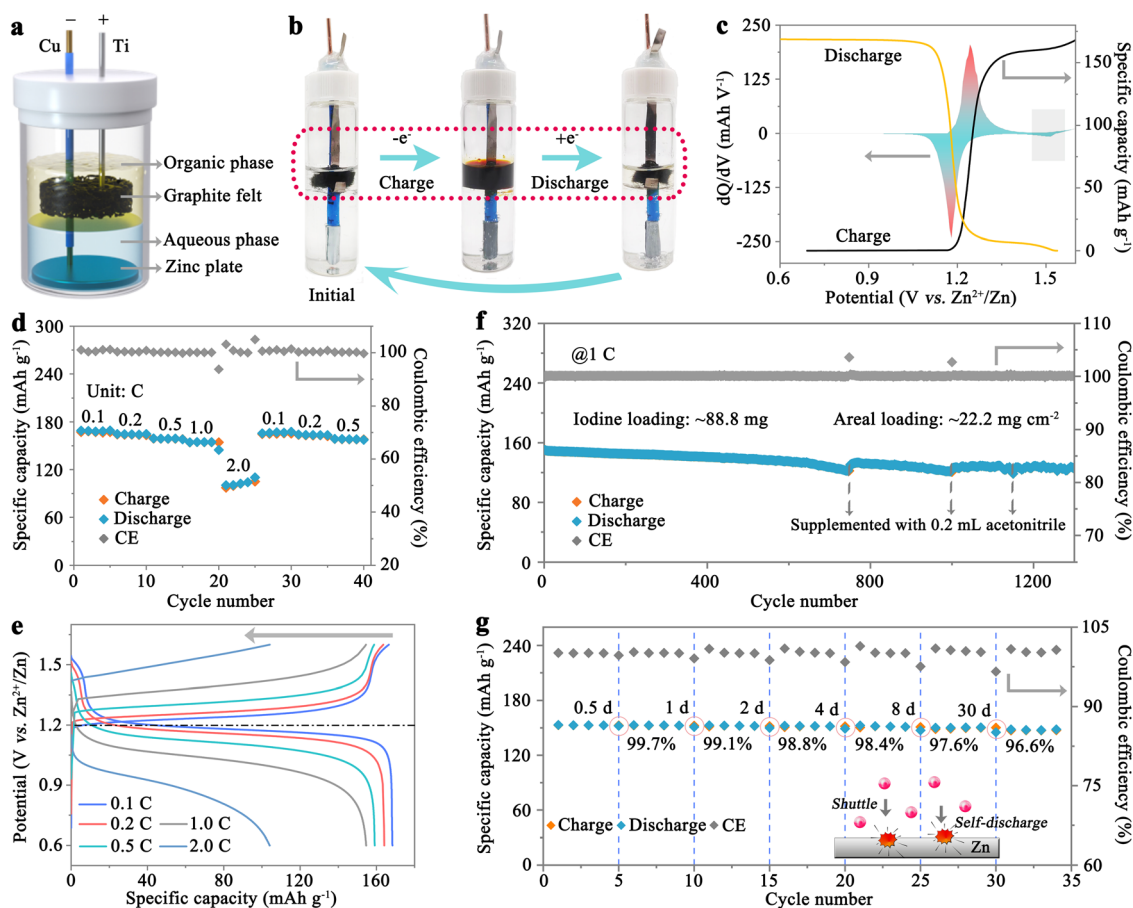 a
−
+
Cu
Ti
Organic phase
Graphite felt
Aqueous phase
Zinc plate
b
-e⁻
Charge
+e⁻
Discharge
Initial
c
Discharge
Charge
dQ/dV (mAh V⁻¹)
250
125
0
-125
-250
0.6
0.9
1.2
1.5
Potential (V vs. Zn²⁺/Zn)
150
100
50
0
Specific capacity (mAh g⁻¹)
d
Unit: C
0.1
0.2
0.5
1.0
2.0
0.1
0.2
0.5
Charge
Discharge
CE
Specific capacity (mAh g⁻¹)
300
240
180
120
60
0
0
10
20
30
40
Cycle number
100
80
60
40
20
Coulombic efficiency (%)
f
@1 C
Iodine loading: ~88.8 mg
Areal loading: ~22.2 mg cm⁻²
Charge
Discharge
CE
Supplemented with 0.2 mL acetonitrile
Specific capacity (mAh g⁻¹)
320
240
160
80
0
0
400
800
1200
Cycle number
110
100
90
80
70
Coulombic efficiency (%)
e
Potential (V vs. Zn²⁺/Zn)
1.5
1.2
0.9
0.6
0.1 C
0.2 C
0.5 C
1.0 C
2.0 C
0
40
80
120
160
Specific capacity (mAh g⁻¹)
g
0.5 d
1 d
2 d
4 d
8 d
30 d
99.7%
99.1%
98.8%
98.4%
97.6%
96.6%
Charge
Discharge
CE
Shuttle
Self-discharge
Zn
Specific capacity (mAh g⁻¹)
240
180
120
60
0
0
5
10
15
20
25
30
35
Cycle number
105
90
75
60
Coulombic efficiency (%)